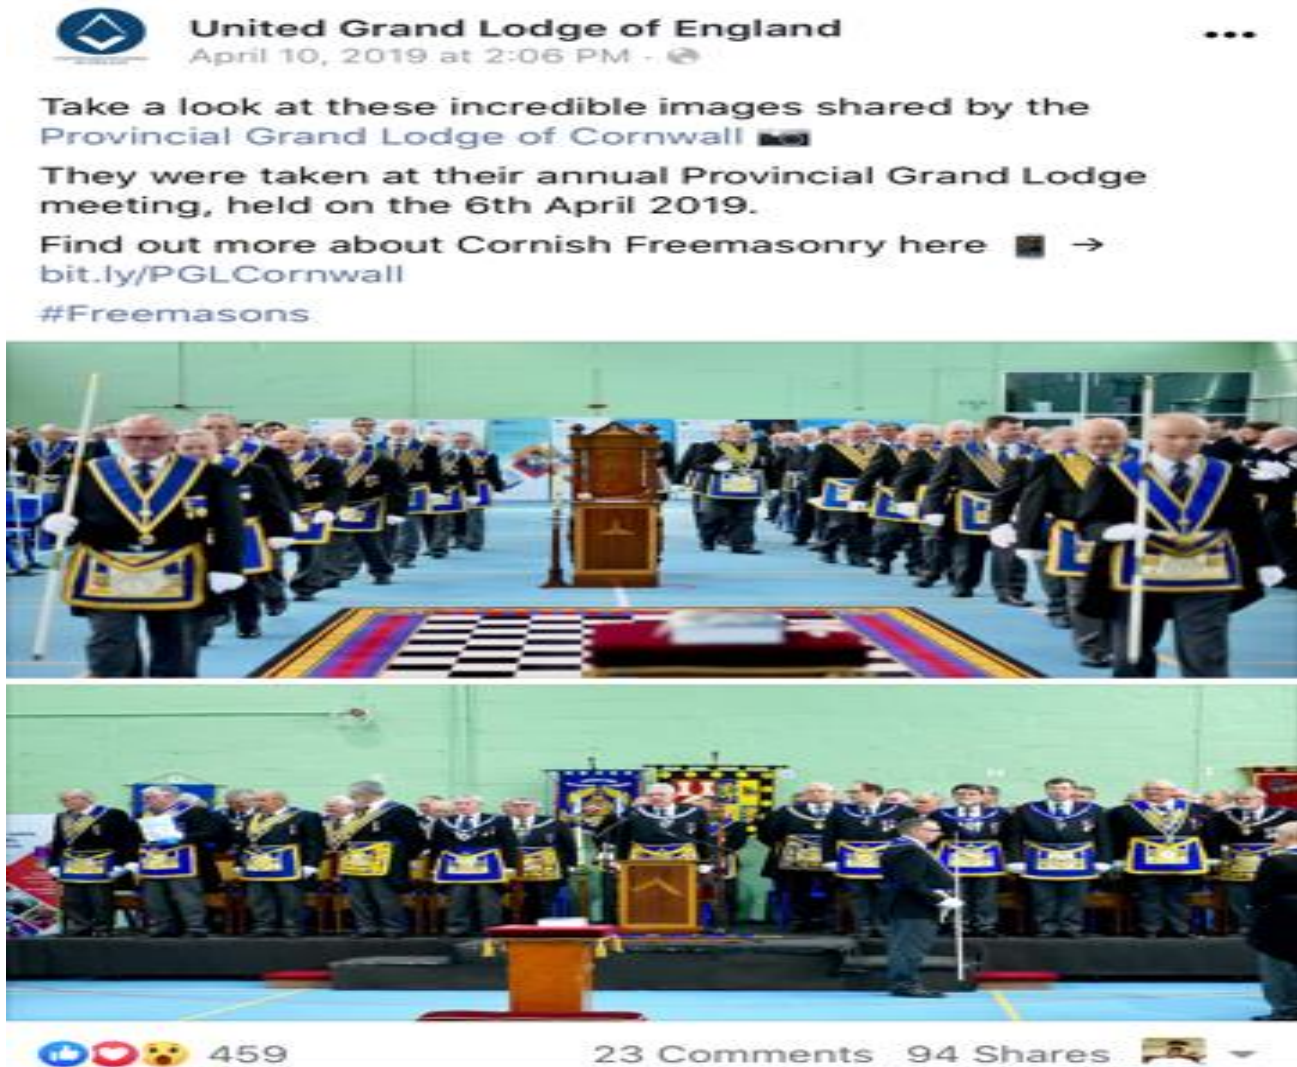 United Grand Lodge of England
April 10, 2019 at 2:06 PM ·
Take a look at these incredible images shared by the
Provincial Grand Lodge of Cornwall
They were taken at their annual Provincial Grand Lodge
meeting, held on the 6th April 2019.
Find out more about Cornish Freemasonry here →
bit.ly/PGLCornwall
#Freemasons
459
23 Comments 94 Shares